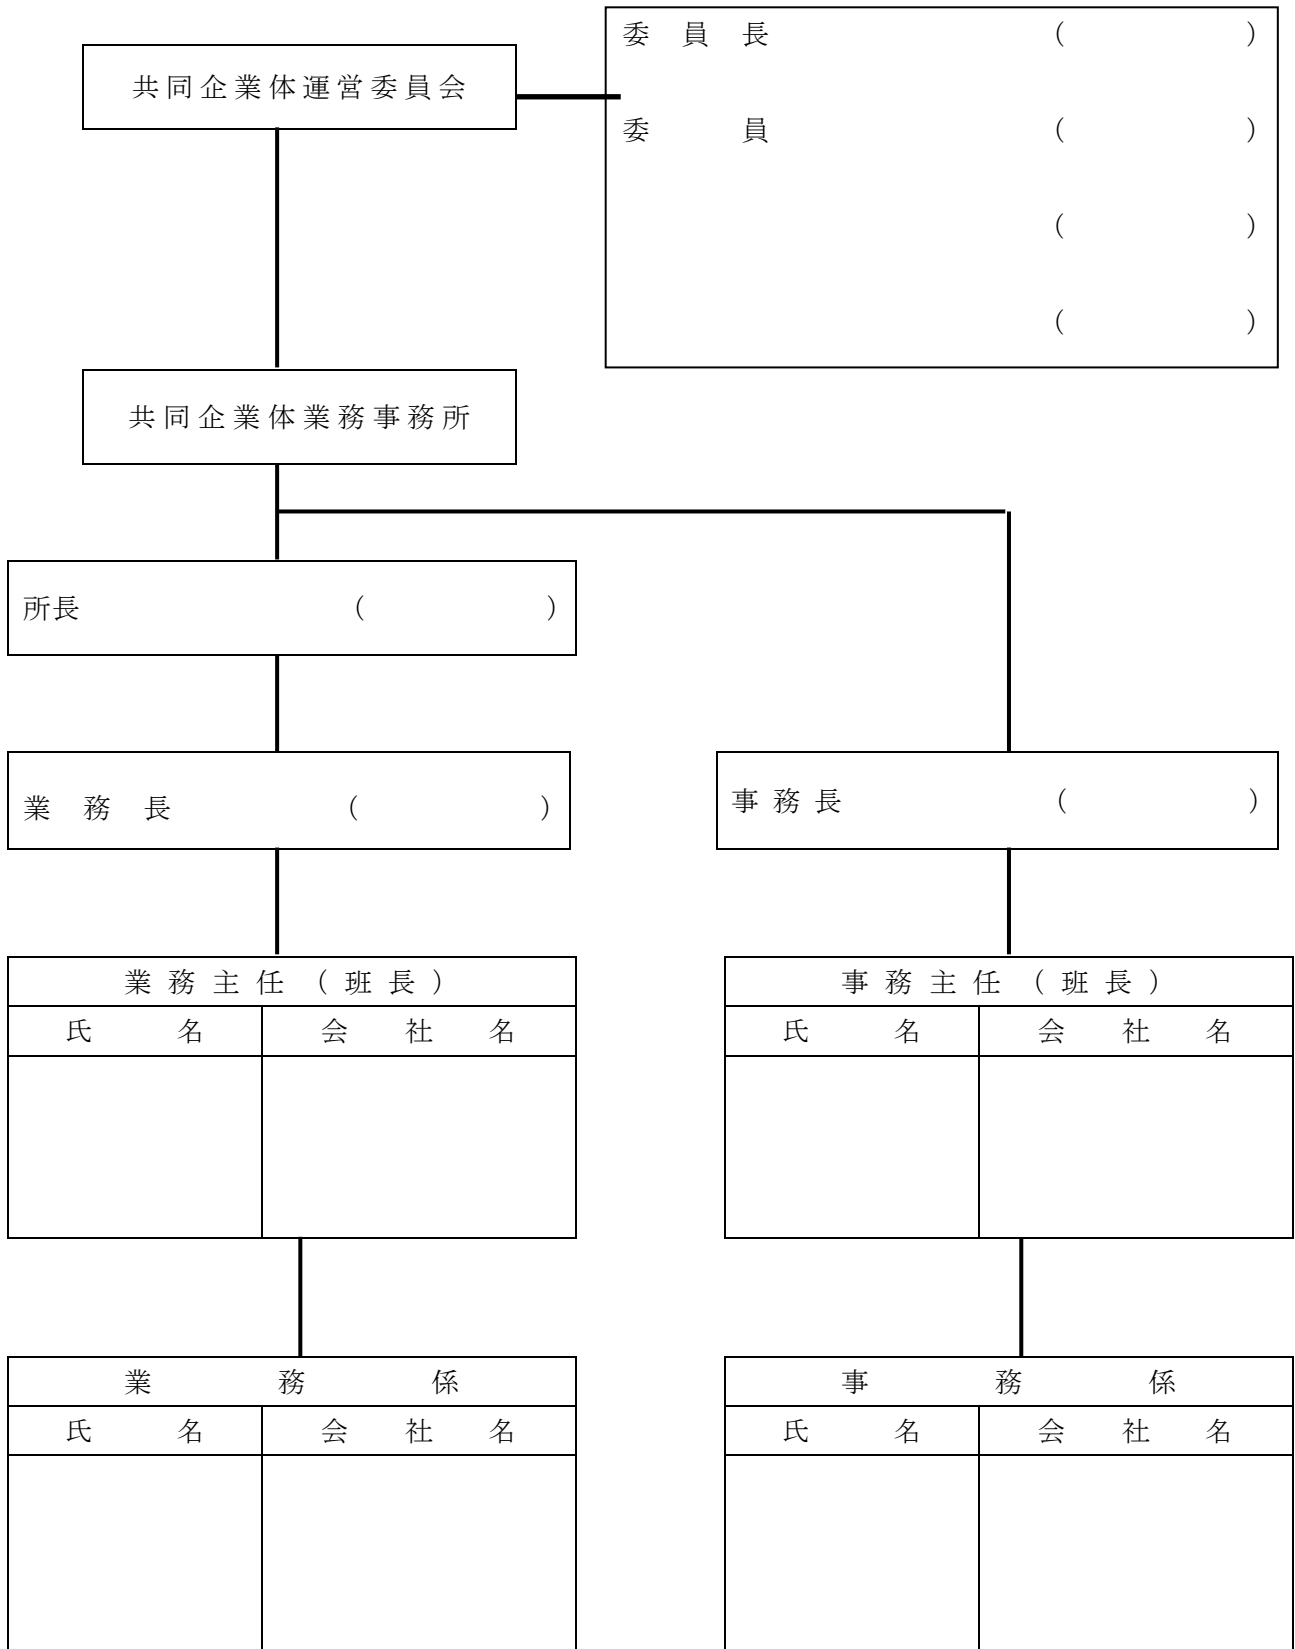 共同企業体運営委員会
委　員　長　（　　　　　　）
委　　　員　（　　　　　　）
（　　　　　　）
（　　　　　　）
共同企業体業務事務所
所長　（　　　　　　）
業　務　長　（　　　　　　）
事務長　（　　　　　　）
業務主任（班長）
氏　　名　会　社　名
事務主任（班長）
氏　　名　会　社　名
業　　務　　係
氏　　名　会　社　名
事　　務　　係
氏　　名　会　社　名